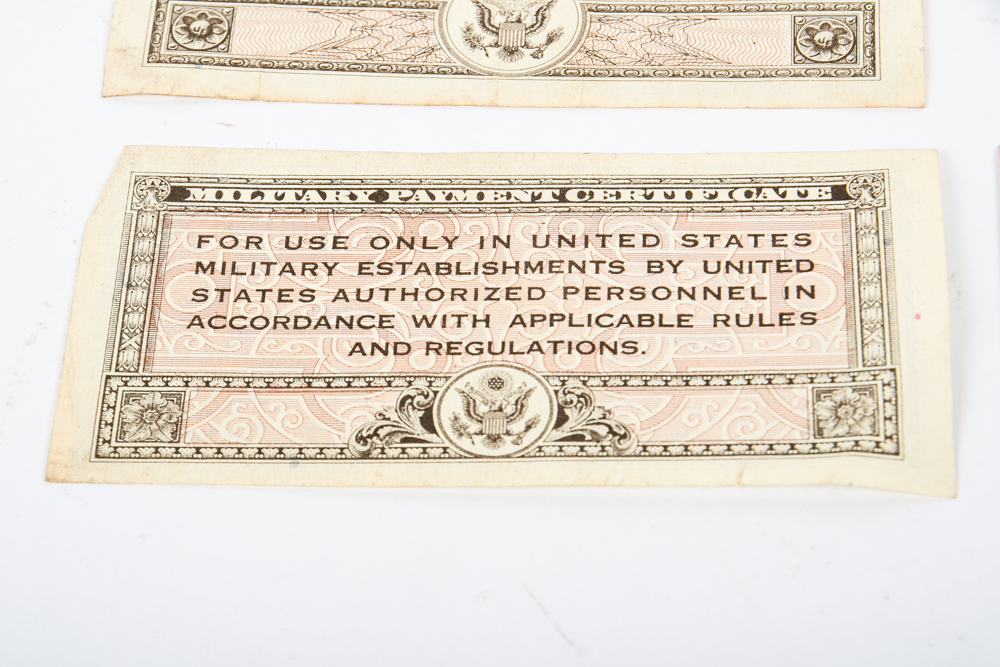 MILITARY PAYMENT CERTIFICATE
FOR USE ONLY IN UNITED STATES
MILITARY ESTABLISHMENTS BY UNITED
STATES AUTHORIZED PERSONNEL IN
ACCORDANCE WITH APPLICABLE RULES
AND REGULATIONS.